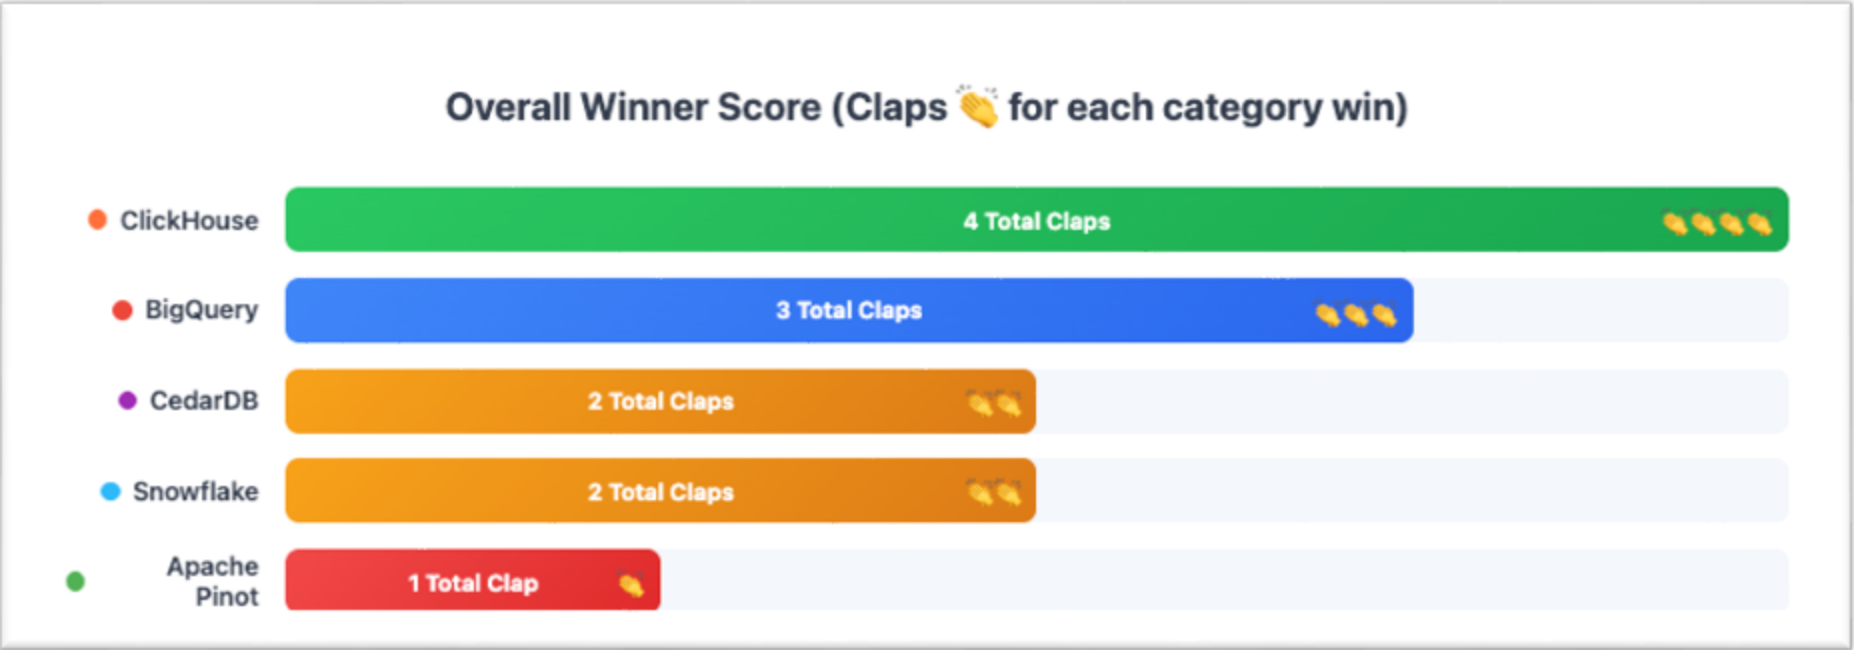 Overall Winner Score (Claps 👏 for each category win)
ClickHouse
4 Total Claps 👏👏👏👏
BigQuery
3 Total Claps 👏👏👏
CedarDB
2 Total Claps 👏👏
Snowflake
2 Total Claps 👏👏
Apache
Pinot
1 Total Clap 👏